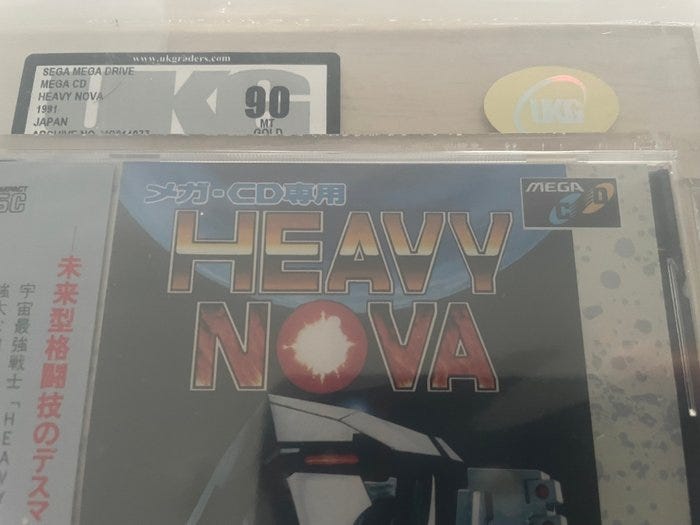 www.ukgraders.com
SEGA MEGA DRIVE
MEGA CD
HEAVY NOVA
1991
JAPAN
ARCHIVE NO.
UKG
90
MT
GOLD
UKG
メガ・CD専用
MEGA
CD
HEAVY
NOVA
未来型格闘技のデスマ
宇宙最強戦士「HEAVY